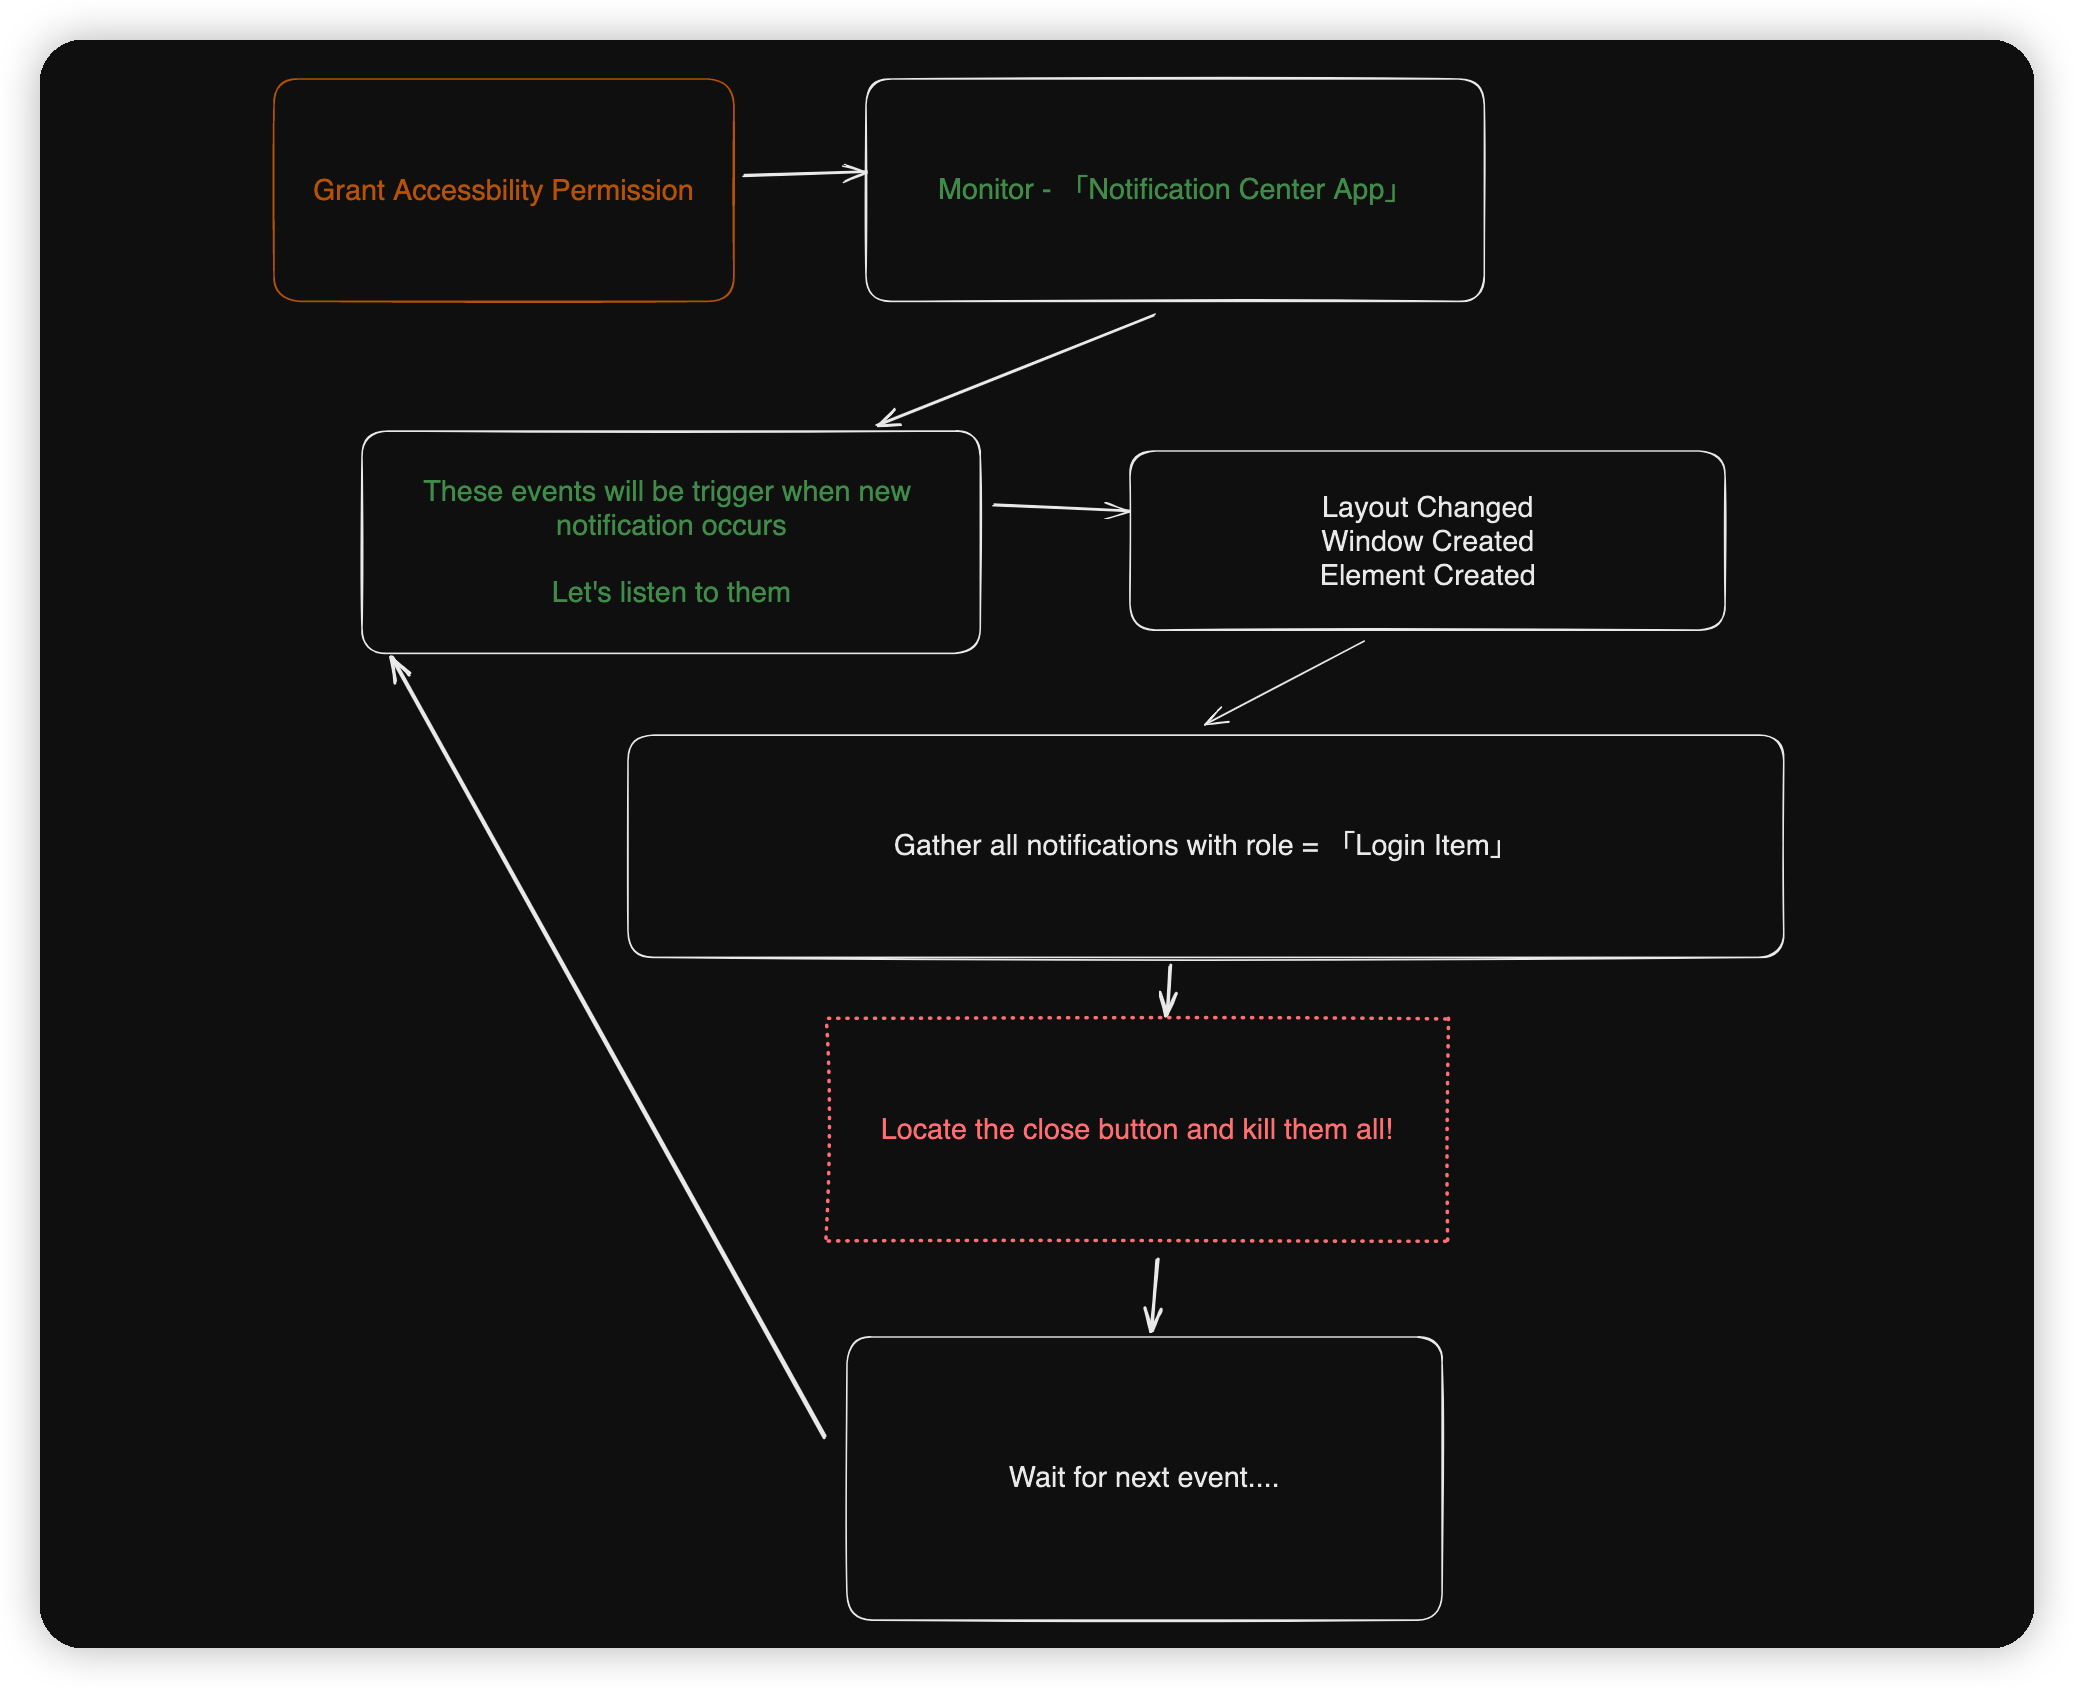 Grant Accessbility Permission
Monitor - 「Notification Center App」
These events will be trigger when new
notification occurs
Let's listen to them
Layout Changed
Window Created
Element Created
Gather all notifications with role = 「Login Item」
Locate the close button and kill them all!
Wait for next event....